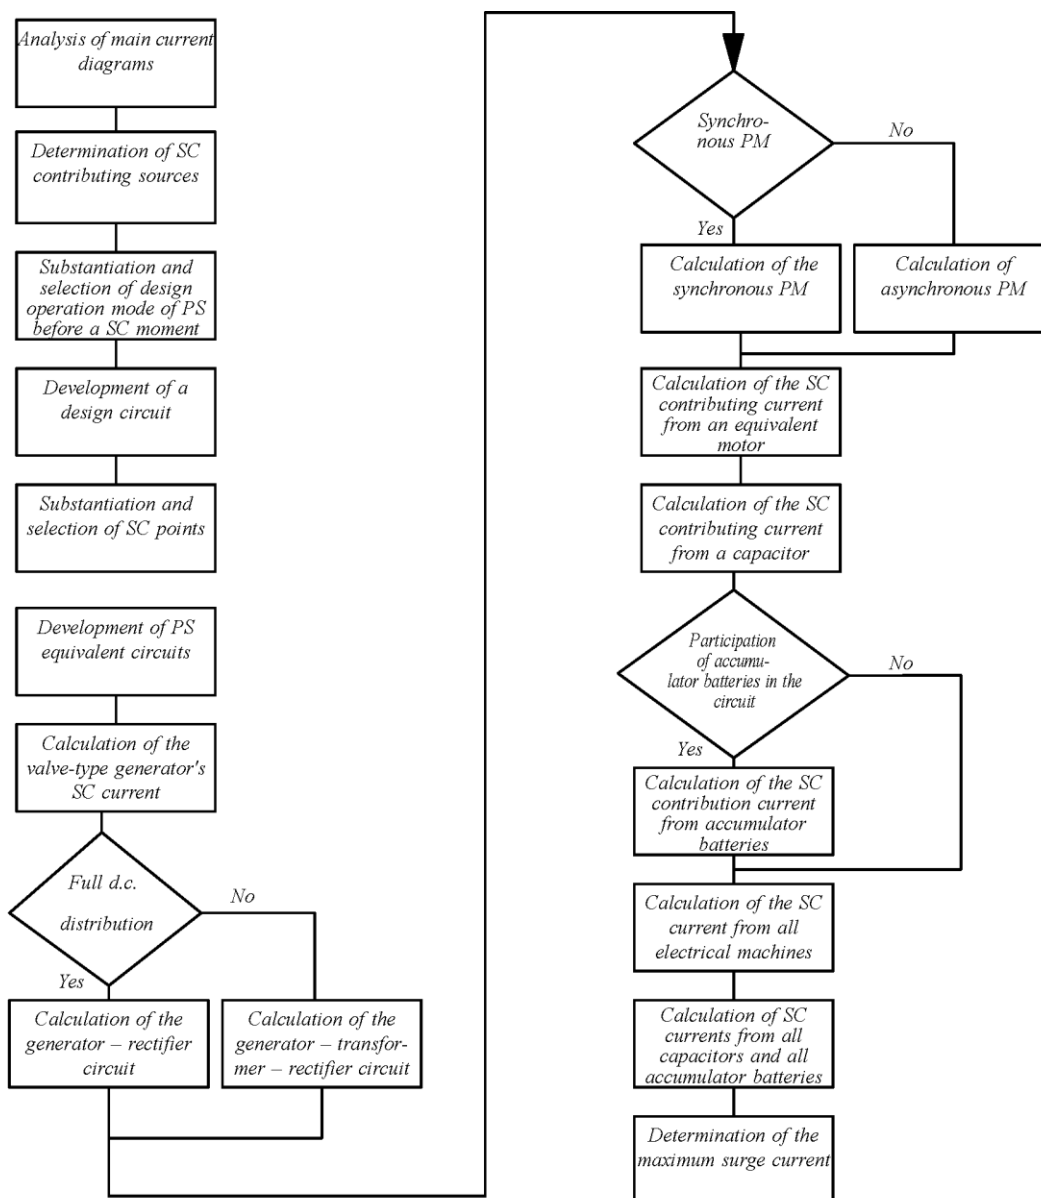 Analysis of main current
diagrams
Determination of SC
contributing sources
Substantiation and
selection of design
operation mode of PS
before a SC moment
Development of a
design circuit
Substantiation and
selection of SC points
Development of PS
equivalent circuits
Calculation of the
valve-type generator's
SC current
Full d.c.
distribution
No
Yes
Calculation of the
generator – rectifier
circuit
Calculation of the
generator – transfor-
mer – rectifier circuit
Synchro-
nous PM
No
Yes
Calculation of the
synchronous PM
Calculation of
asynchronous PM
Calculation of the SC
contributing current
from an equivalent
motor
Calculation of the SC
contributing current
from a capacitor
Participation
of accumu-
lator batteries in the
circuit
No
Yes
Calculation of the SC
contribution current
from accumulator
batteries
Calculation of the SC
current from all
electrical machines
Calculation of SC
currents from all
capacitors and all
accumulator batteries
Determination of the
maximum surge current